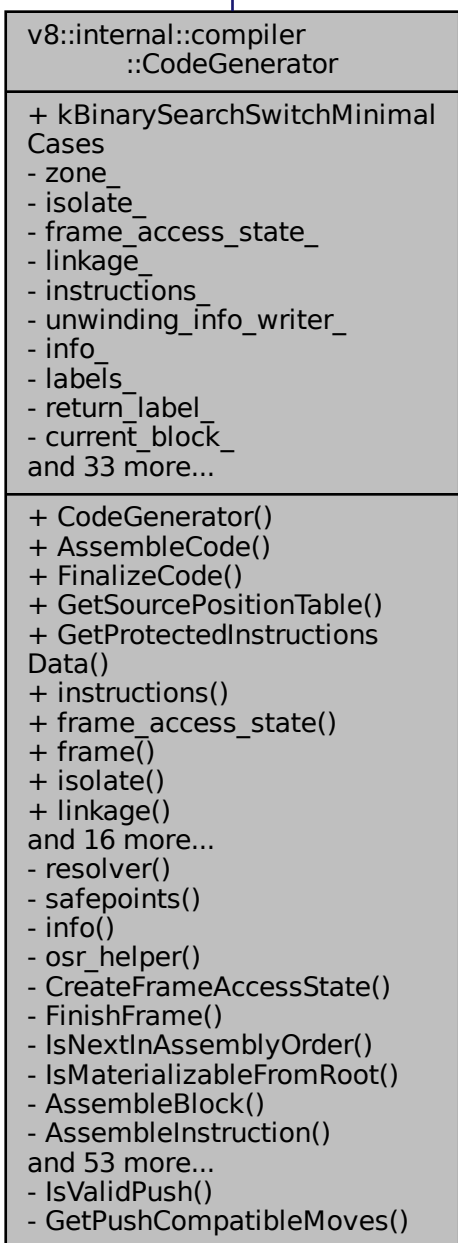 v8::internal::compiler
::CodeGenerator
+ kBinarySearchSwitchMinimal
Cases
- zone_
- isolate_
- frame_access_state_
- linkage_
- instructions_
- unwinding_info_writer_
- info_
- labels_
- return_label_
- current_block_
and 33 more...
+ CodeGenerator()
+ AssembleCode()
+ FinalizeCode()
+ GetSourcePositionTable()
+ GetProtectedInstructions
Data()
+ instructions()
+ frame_access_state()
+ frame()
+ isolate()
+ linkage()
and 16 more...
- resolver()
- safepoints()
- info()
- osr_helper()
- CreateFrameAccessState()
- FinishFrame()
- IsNextInAssemblyOrder()
- IsMaterializableFromRoot()
- AssembleBlock()
- AssembleInstruction()
and 53 more...
- IsValidPush()
- GetPushCompatibleMoves()